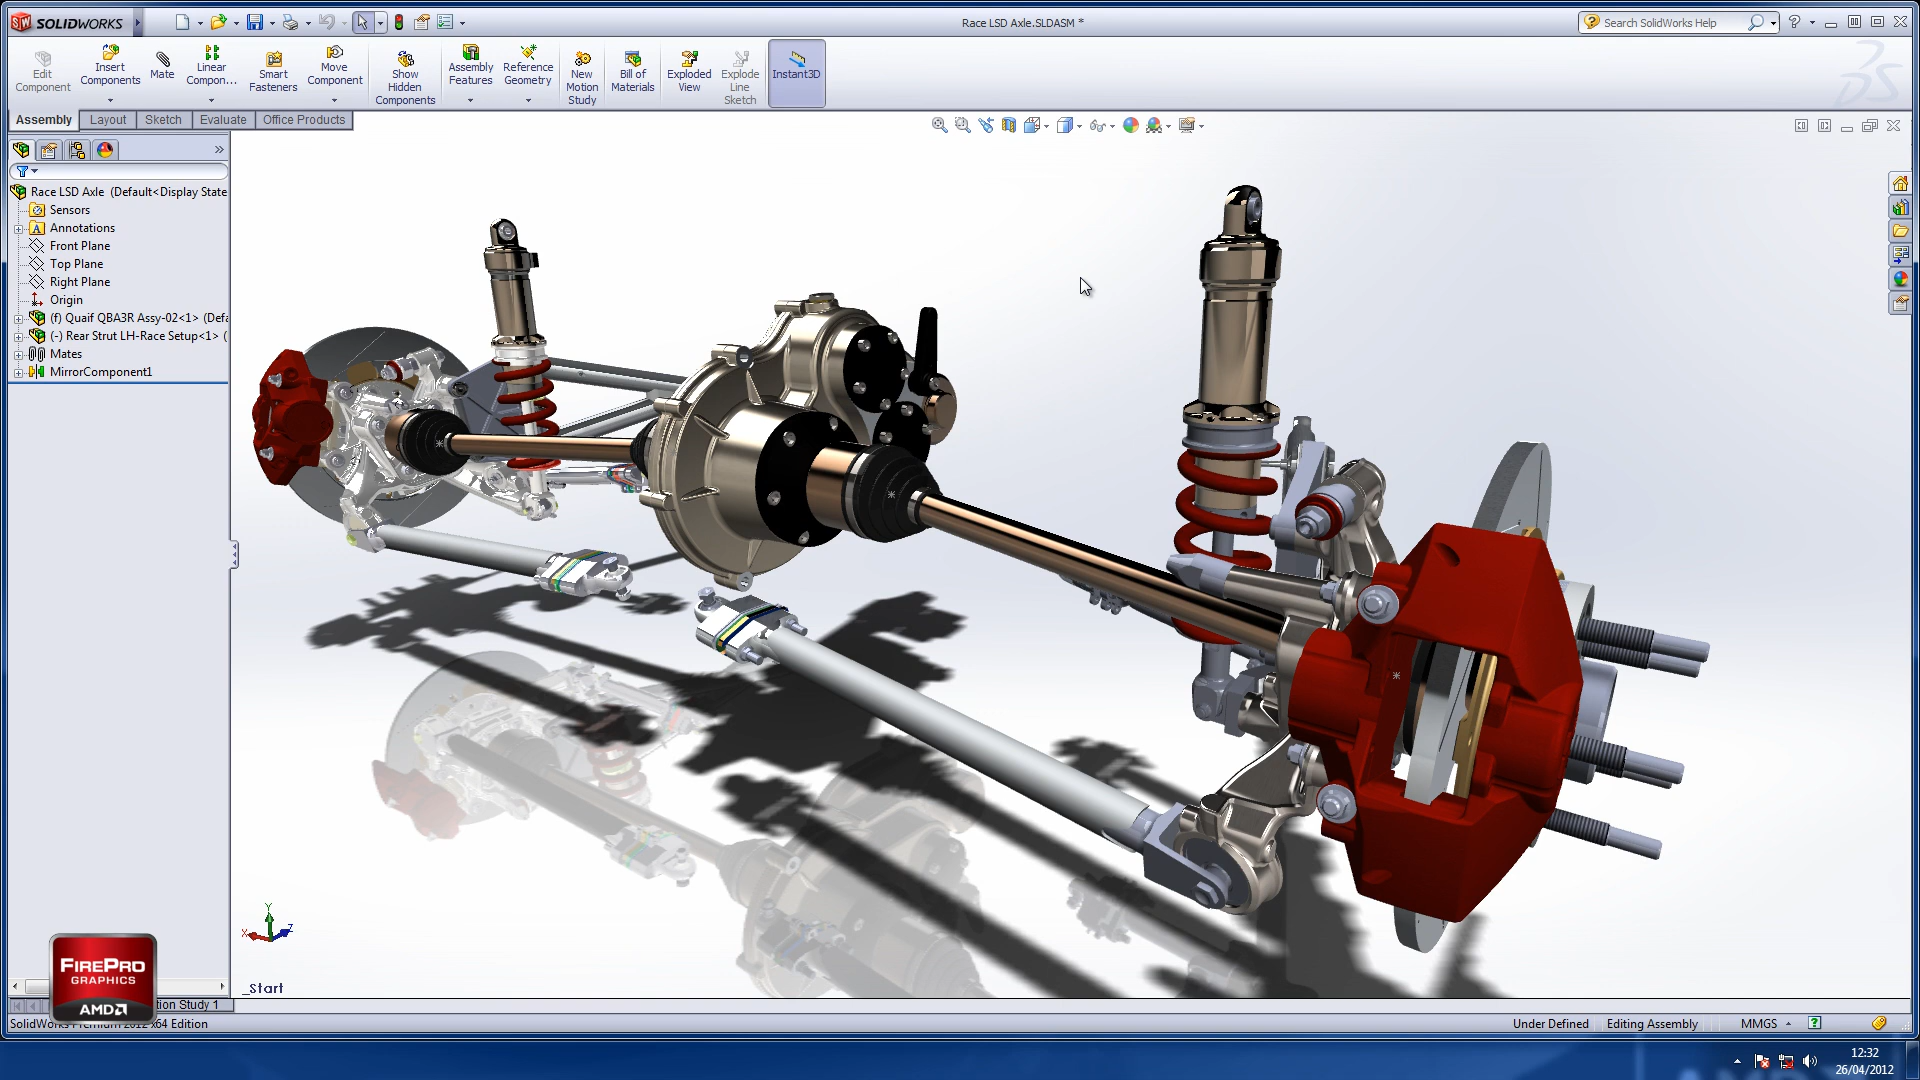 SOLIDWORKS
Race LSD Axle.SLDASM *
Search SolidWorks Help
Edit Component
Insert Components
Mate
Linear Compon...
Smart Fasteners
Move Component
Show Hidden Components
Assembly Features
Reference Geometry
New Motion Study
Bill of Materials
Exploded View
Explode Line Sketch
Instant3D
Assembly
Layout
Sketch
Evaluate
Office Products
Race LSD Axle (Default<Display State
Sensors
Annotations
Front Plane
Top Plane
Right Plane
Origin
(f) Quaif QBA3R Assy-02<1> (Defa
(-) Rear Strut LH-Race Setup<1> (
Mates
MirrorComponent1
Y
X
Z
_Start
FIREPRO
GRAPHICS
AMD
tion Study 1
SolidWorks Premium 2012 x64 Edition
Under Defined
Editing Assembly
MMGS
12:32
26/04/2012